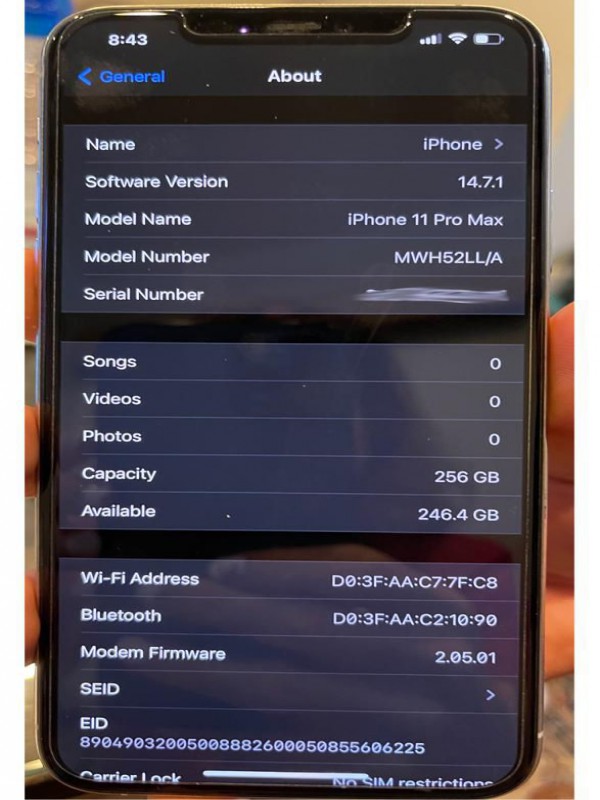 8:43
General
About
Name iPhone
Software Version 14.7.1
Model Name iPhone 11 Pro Max
Model Number MWH52LL/A
Serial Number
Songs 0
Videos 0
Photos 0
Capacity 256 GB
Available 246.4 GB
Wi-Fi Address D0:3F:AA:C7:7F:C8
Bluetooth D0:3F:AA:C2:10:90
Modem Firmware 2.05.01
SEID
EID
89049032005008882600050855606225
Carrier Lock No SIM restrictions